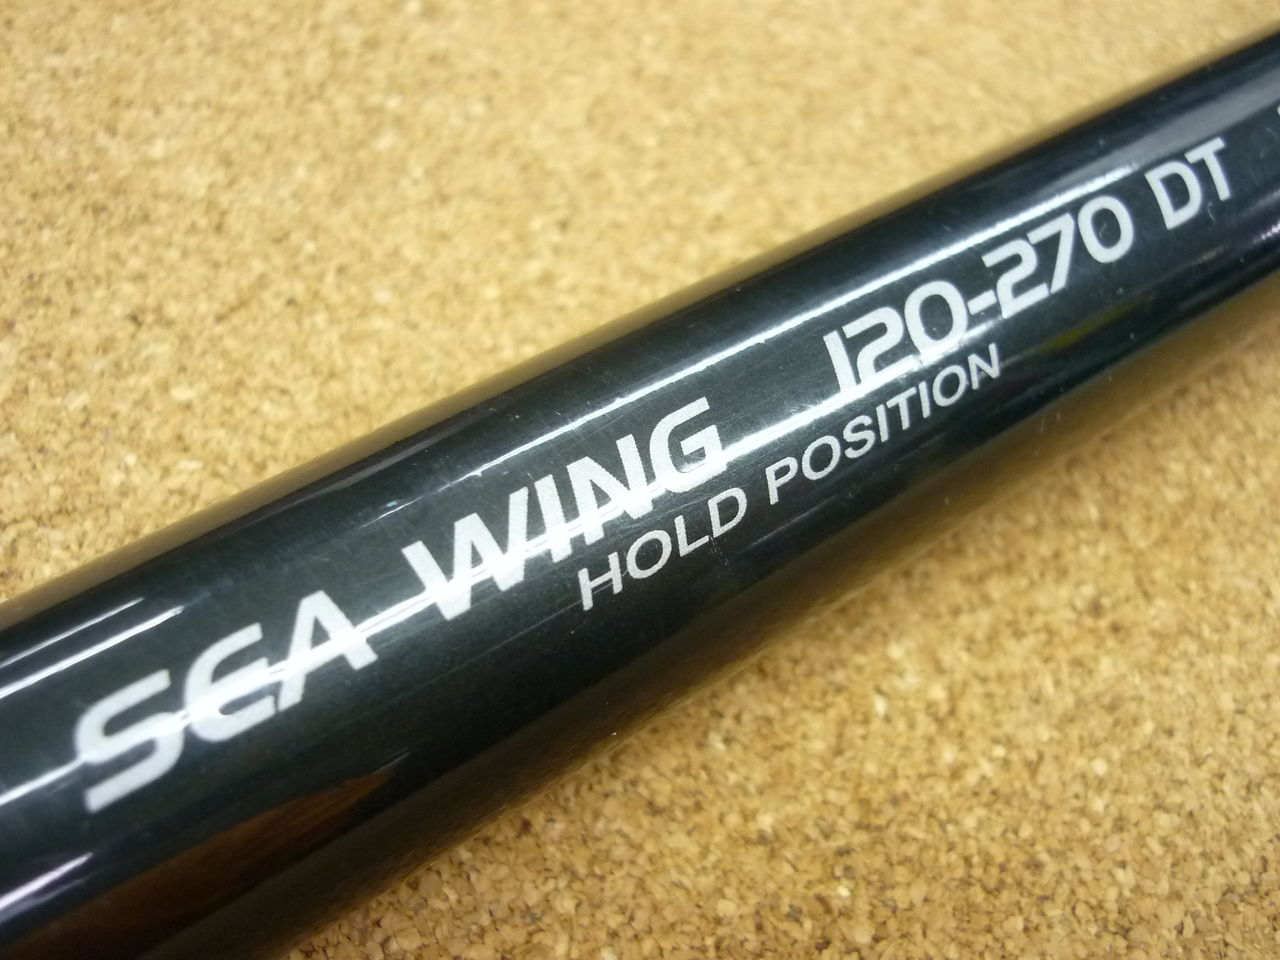 SEA WING 120-270 DT
HOLD POSITION